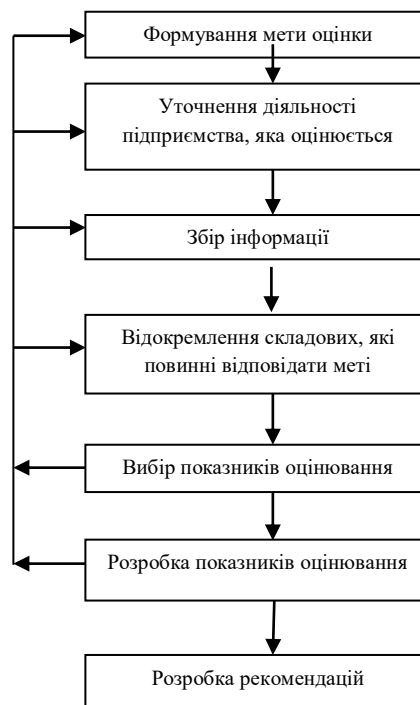 Формування мети оцінки
Уточнення діяльності
підприємства, яка оцінюється
Збір інформації
Відокремлення складових, які
повинні відповідати меті
Вибір показників оцінювання
Розробка показників оцінювання
Розробка рекомендацій